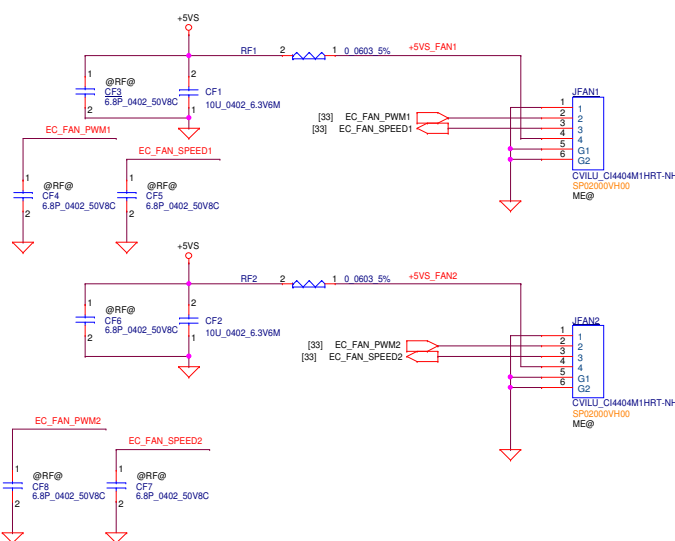 +5VS
RF1 2 1 0_0603_5% +5VS_FAN1
1 @RF@ CF3 6.8P_0402_50V8C 2
2 CF1 10U_0402_6.3V6M 1
[33] EC_FAN_PWM1
[33] EC_FAN_SPEED1
JFAN1
1 1
2 2
3 3
4 4
5 G1
6 G2
CVILU_CI4404M1HRT-NH
SP02000VH00
ME@
EC_FAN_PWM1
1 @RF@ CF4 6.8P_0402_50V8C 2
EC_FAN_SPEED1
1 @RF@ CF5 6.8P_0402_50V8C 2
+5VS
RF2 2 1 0_0603_5% +5VS_FAN2
1 @RF@ CF6 6.8P_0402_50V8C 2
2 CF2 10U_0402_6.3V6M 1
[33] EC_FAN_PWM2
[33] EC_FAN_SPEED2
JFAN2
1 1
2 2
3 3
4 4
5 G1
6 G2
CVILU_CI4404M1HRT-NH
SP02000VH00
ME@
EC_FAN_PWM2
1 @RF@ CF8 6.8P_0402_50V8C 2
EC_FAN_SPEED2
1 @RF@ CF7 6.8P_0402_50V8C 2